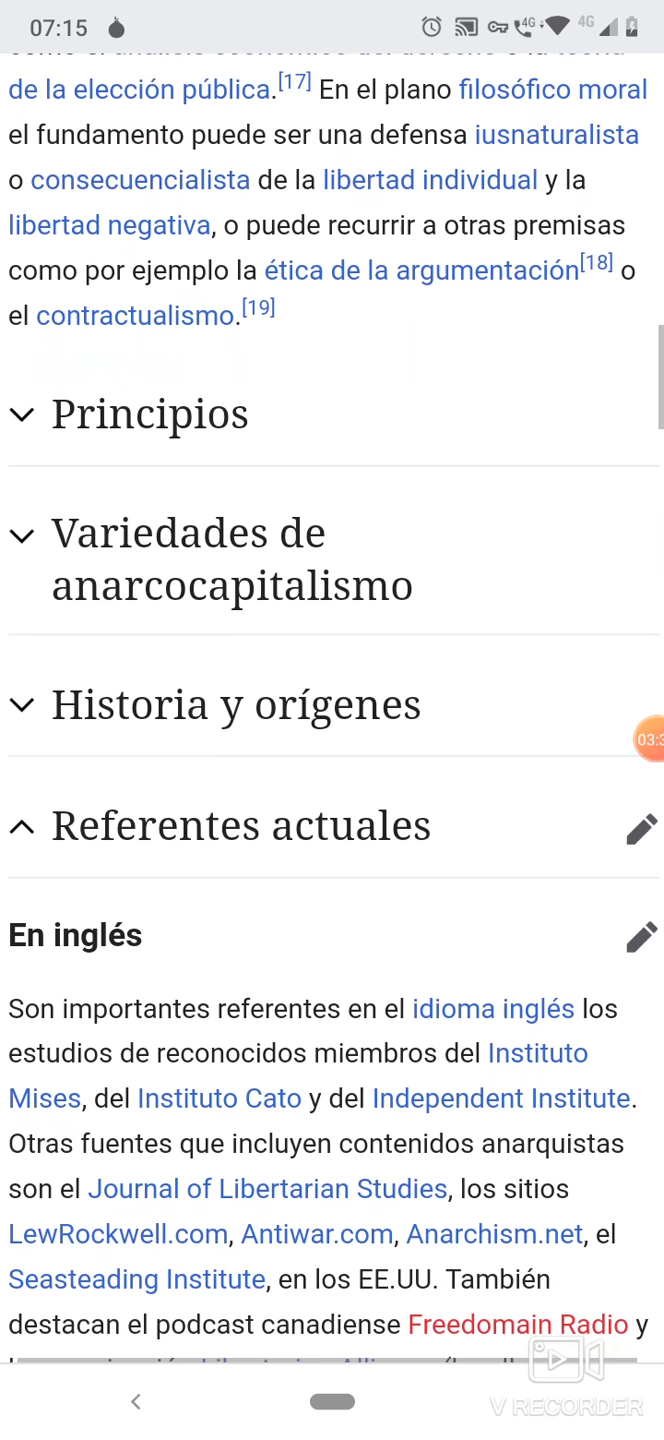 07:15
4G
4G
de la elección pública.[17] En el plano filosófico moral
el fundamento puede ser una defensa iusnaturalista
o consecuencialista de la libertad individual y la
libertad negativa, o puede recurrir a otras premisas
como por ejemplo la ética de la argumentación[18] o
el contractualismo.[19]
Principios
Variedades de
anarcocapitalismo
Historia y orígenes
03:3
Referentes actuales
En inglés
Son importantes referentes en el idioma inglés los
estudios de reconocidos miembros del Instituto
Mises, del Instituto Cato y del Independent Institute.
Otras fuentes que incluyen contenidos anarquistas
son el Journal of Libertarian Studies, los sitios
LewRockwell.com, Antiwar.com, Anarchism.net, el
Seasteading Institute, en los EE.UU. También
destacan el podcast canadiense Freedomain Radio y
V RECORDER